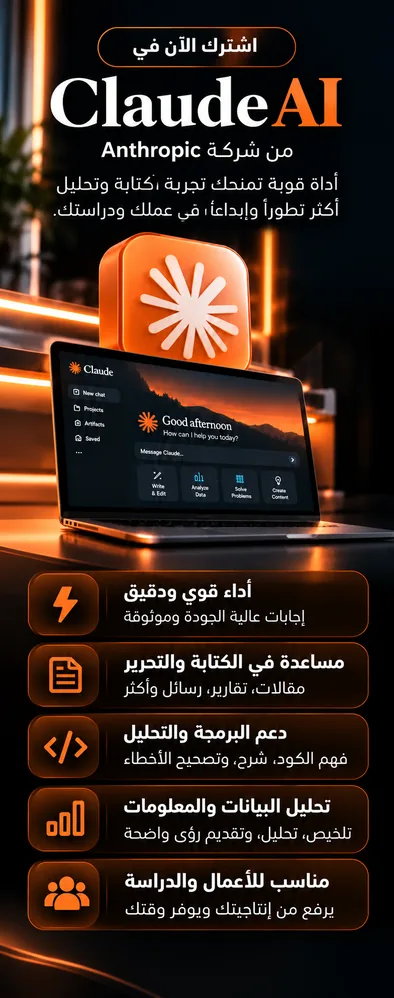 اشترك الآن في
ClaudeAI
من شركة Anthropic
أداة قوية تمنحك تجربة كتابة وتحليل
أكثر تطوراً وإبداعاً في عملك ودراستك.
Claude
New chat
Projects
Artifacts
Saved
Good afternoon
How can I help you today?
Message Claude...
Write & Edit
Analyze Data
Solve Problems
Create Content
أداء قوي ودقيق
إجابات عالية الجودة وموثوقة
مساعدة في الكتابة والتحرير
مقالات، تقارير، رسائل وأكثر
دعم البرمجة والتحليل
فهم الكود، شرح، وتصحيح الأخطاء
تحليل البيانات والمعلومات
تلخيص، تحليل، وتقديم رؤى واضحة
مناسب للأعمال والدراسة
يرفع من إنتاجيتك ويوفر وقتك